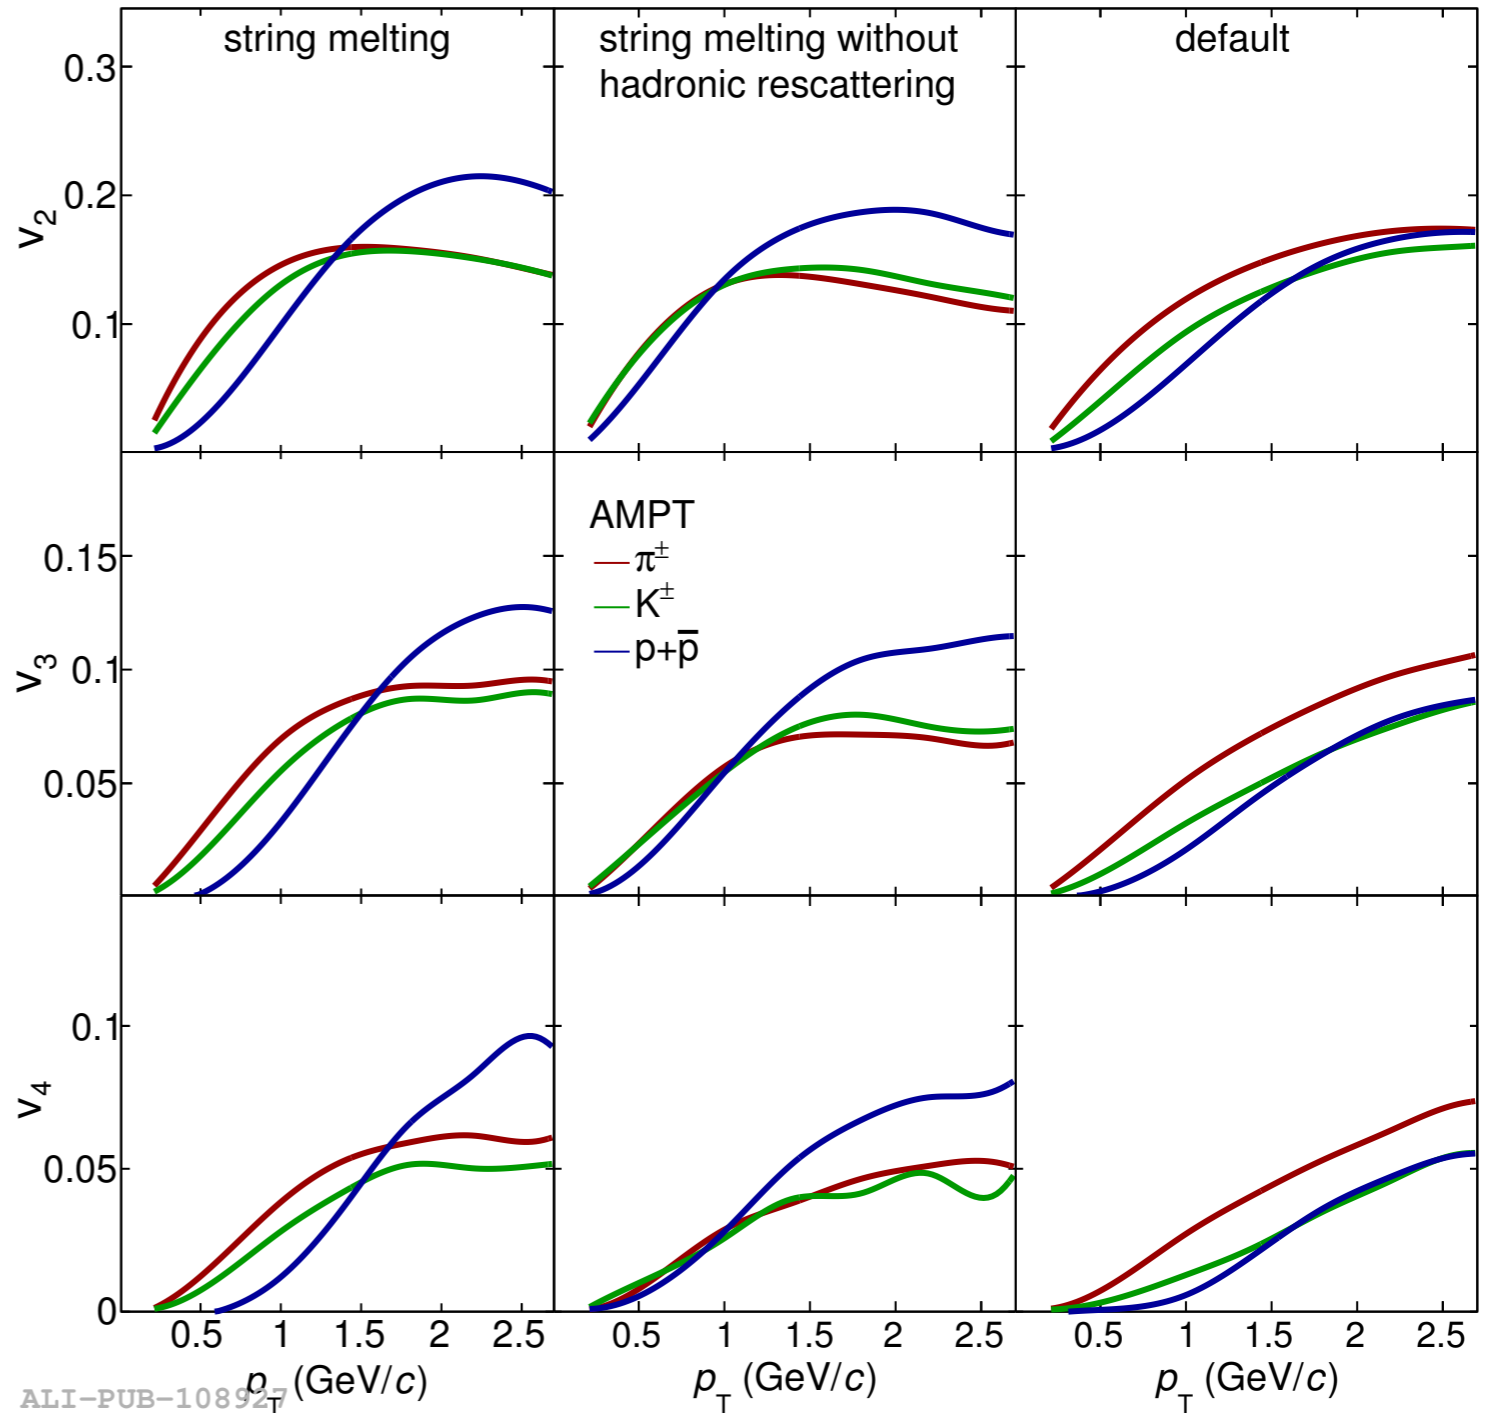 string melting
string melting without
hadronic rescattering
default
0.3
0.2
0.1
v2
AMPT
π±
K±
p+p̅
0.15
0.1
0.05
v3
0.1
0.05
0
v4
0.5 1 1.5 2 2.5 0.5 1 1.5 2 2.5 0.5 1 1.5 2 2.5
pT (GeV/c) pT (GeV/c) pT (GeV/c)
ALI-PUB-108927